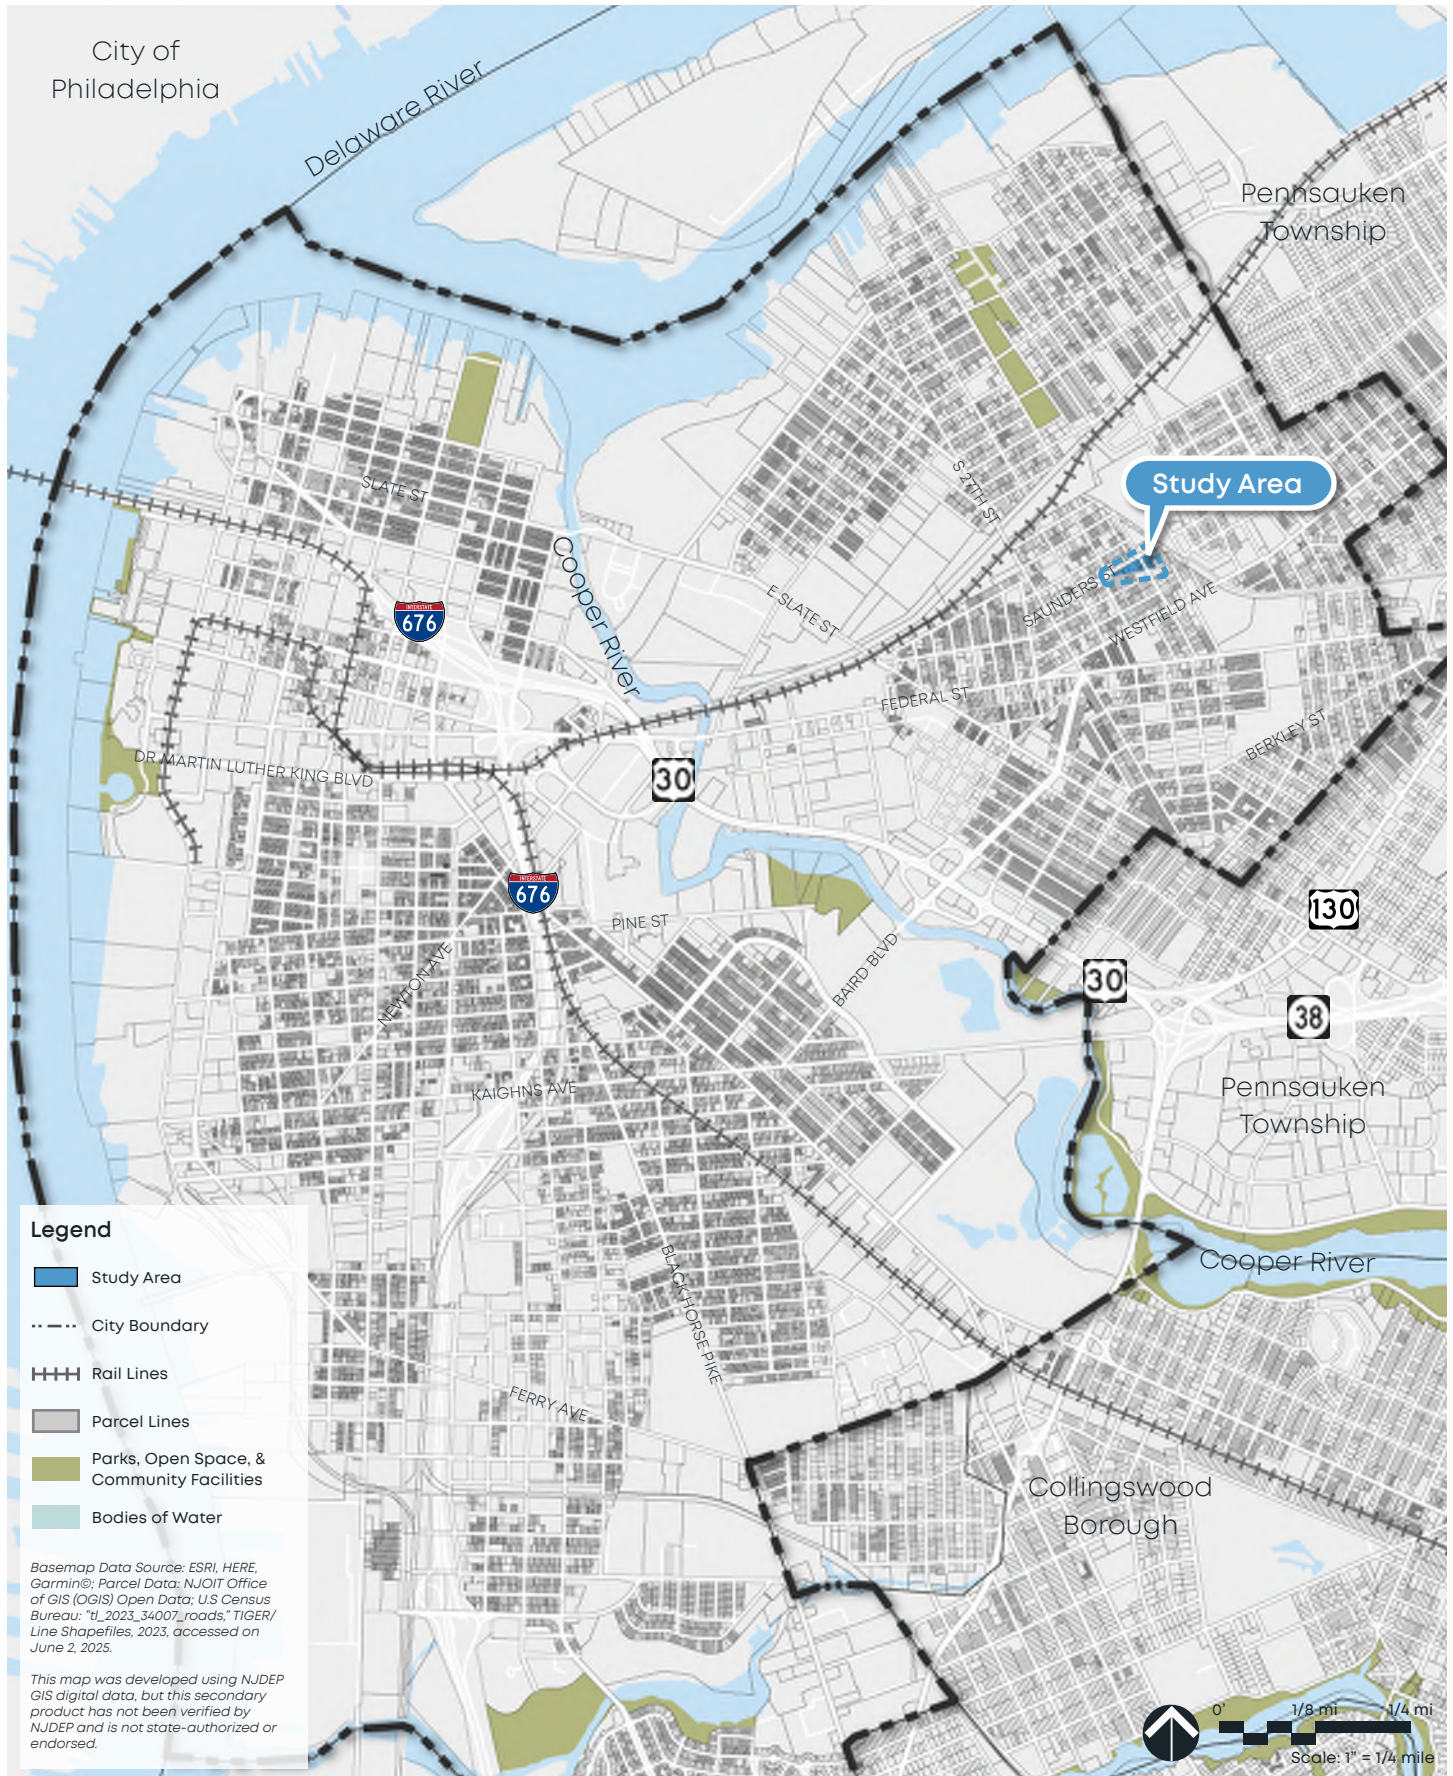 City of
Philadelphia
Delaware River
Pennsauken
Township
Study Area
SLATE ST
S 27TH ST
Cooper River
E SLATE ST
SAUNDERS ST
WESTFIELD AVE
INTERSTATE
676
FEDERAL ST
BERKLEY ST
DR MARTIN LUTHER KING BLVD
30
INTERSTATE
676
130
PINE ST
BAIRD BLVD
NEWTON AVE
30
38
KAIGHNS AVE
Pennsauken
Township
Cooper River
BLACK HORSE PIKE
FERRY AVE
Collingswood
Borough
Legend
Study Area
City Boundary
Rail Lines
Parcel Lines
Parks, Open Space, &
Community Facilities
Bodies of Water
Basemap Data Source: ESRI, HERE,
Garmin©; Parcel Data: NJOIT Office
of GIS (OGIS) Open Data; U.S Census
Bureau: "tl_2023_34007_roads," TIGER/
Line Shapefiles, 2023, accessed on
June 2, 2025.
This map was developed using NJDEP
GIS digital data, but this secondary
product has not been verified by
NJDEP and is not state-authorized or
endorsed.
0'
1/8 mi
1/4 mi
Scale: 1" = 1/4 mile